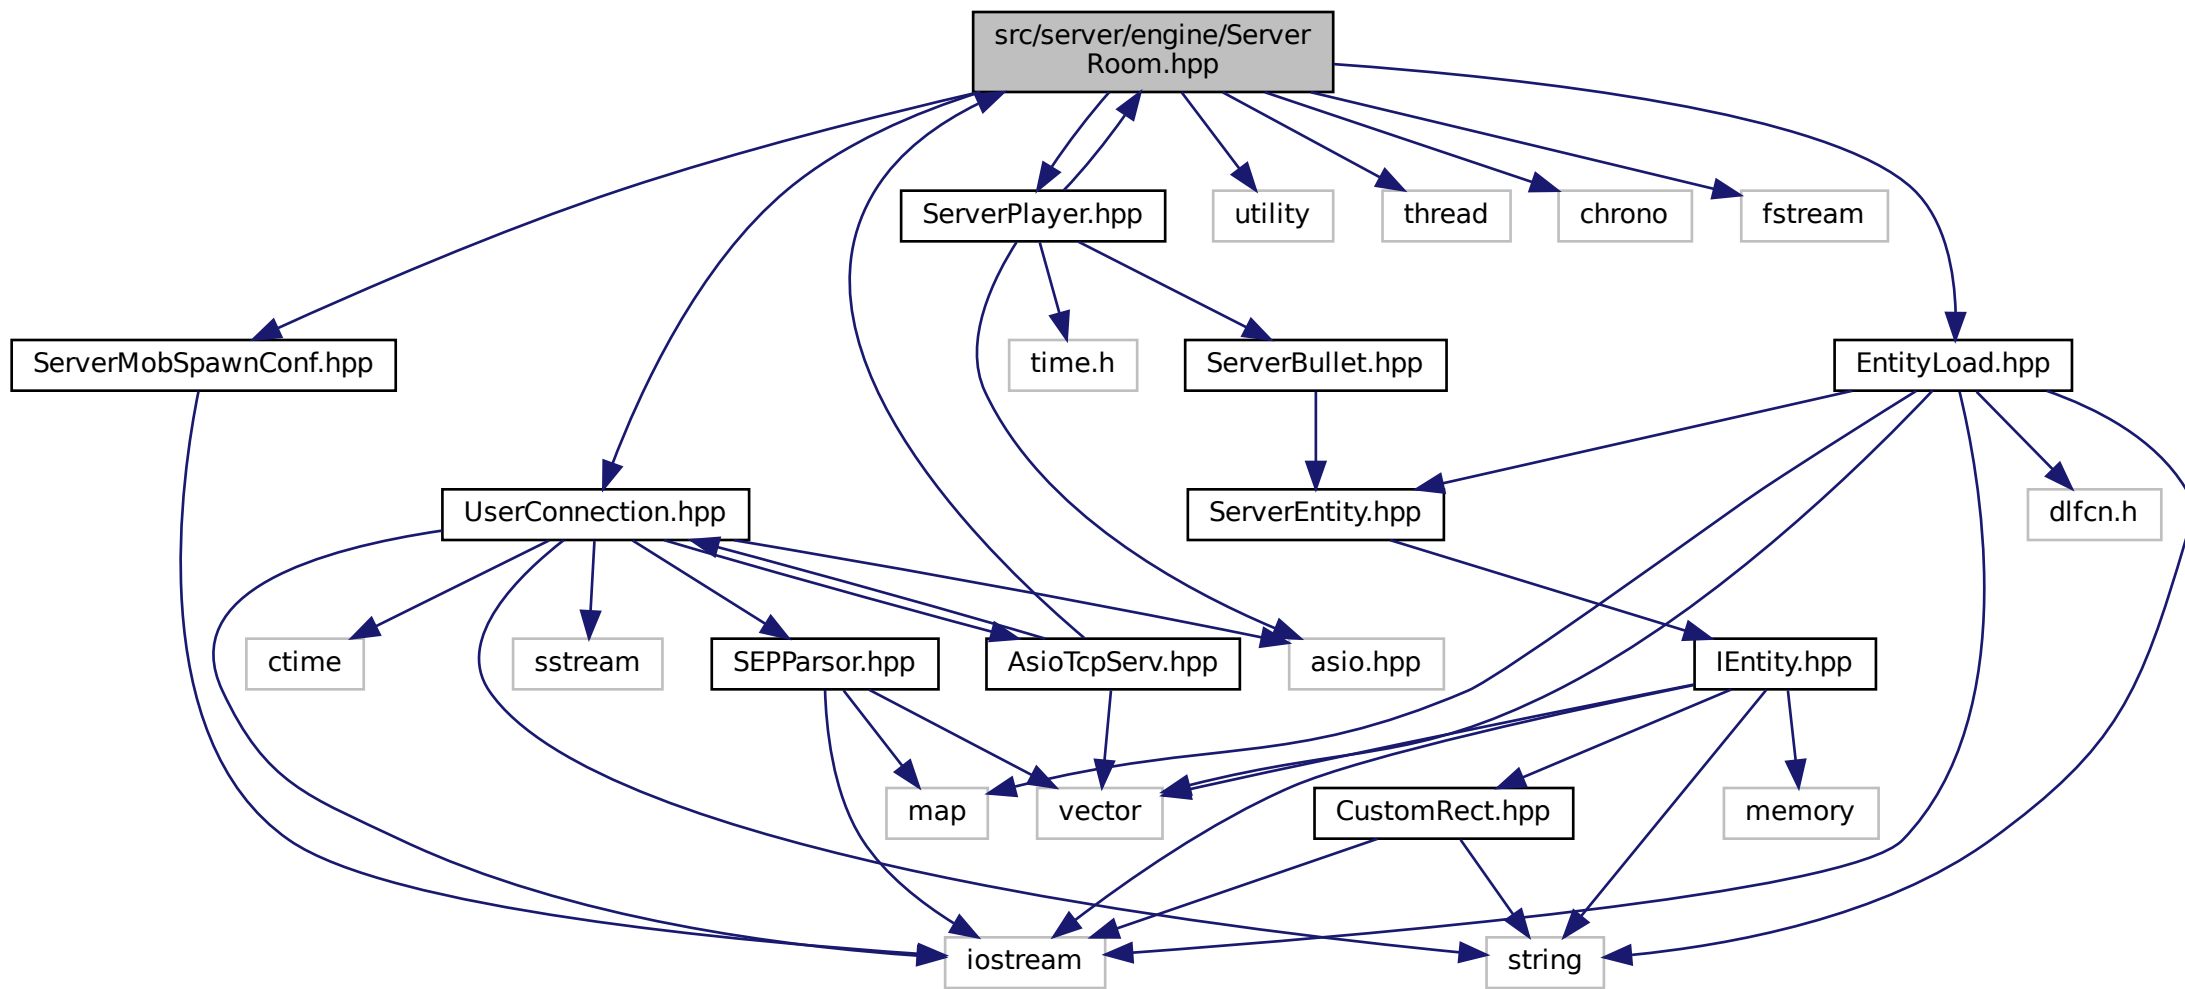 src/server/engine/Server
Room.hpp
ServerPlayer.hpp
utility
thread
chrono
fstream
ServerMobSpawnConf.hpp
time.h
ServerBullet.hpp
EntityLoad.hpp
UserConnection.hpp
ServerEntity.hpp
dlfcn.h
ctime
sstream
SEPParsor.hpp
AsioTcpServ.hpp
asio.hpp
IEntity.hpp
map
vector
CustomRect.hpp
memory
iostream
string